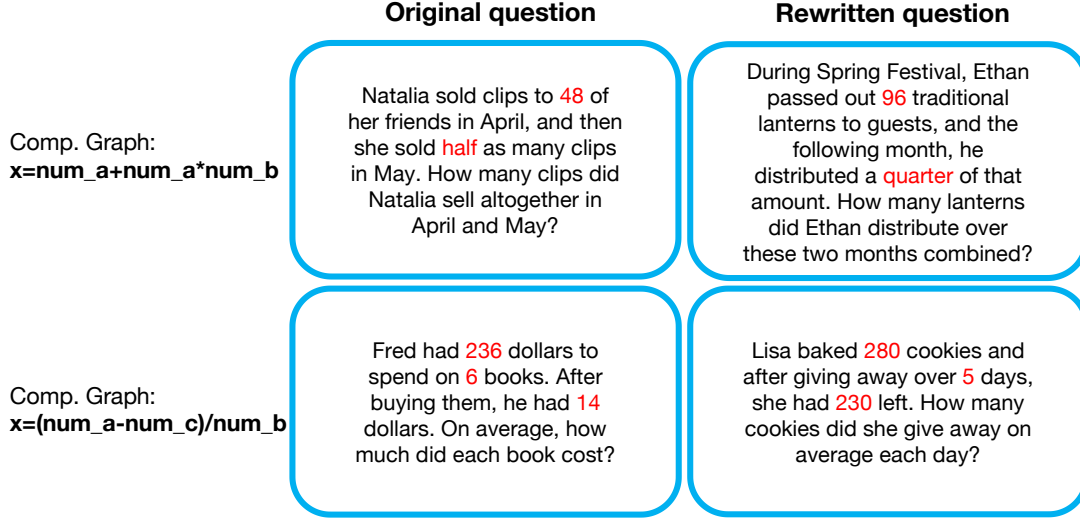 Original question
Rewritten question
Comp. Graph:
x=num_a+num_a*num_b
Natalia sold clips to 48 of
her friends in April, and then
she sold half as many clips
in May. How many clips did
Natalia sell altogether in
April and May?
During Spring Festival, Ethan
passed out 96 traditional
lanterns to guests, and the
following month, he
distributed a quarter of that
amount. How many lanterns
did Ethan distribute over
these two months combined?
Comp. Graph:
x=(num_a-num_c)/num_b
Fred had 236 dollars to
spend on 6 books. After
buying them, he had 14
dollars. On average, how
much did each book cost?
Lisa baked 280 cookies and
after giving away over 5 days,
she had 230 left. How many
cookies did she give away on
average each day?